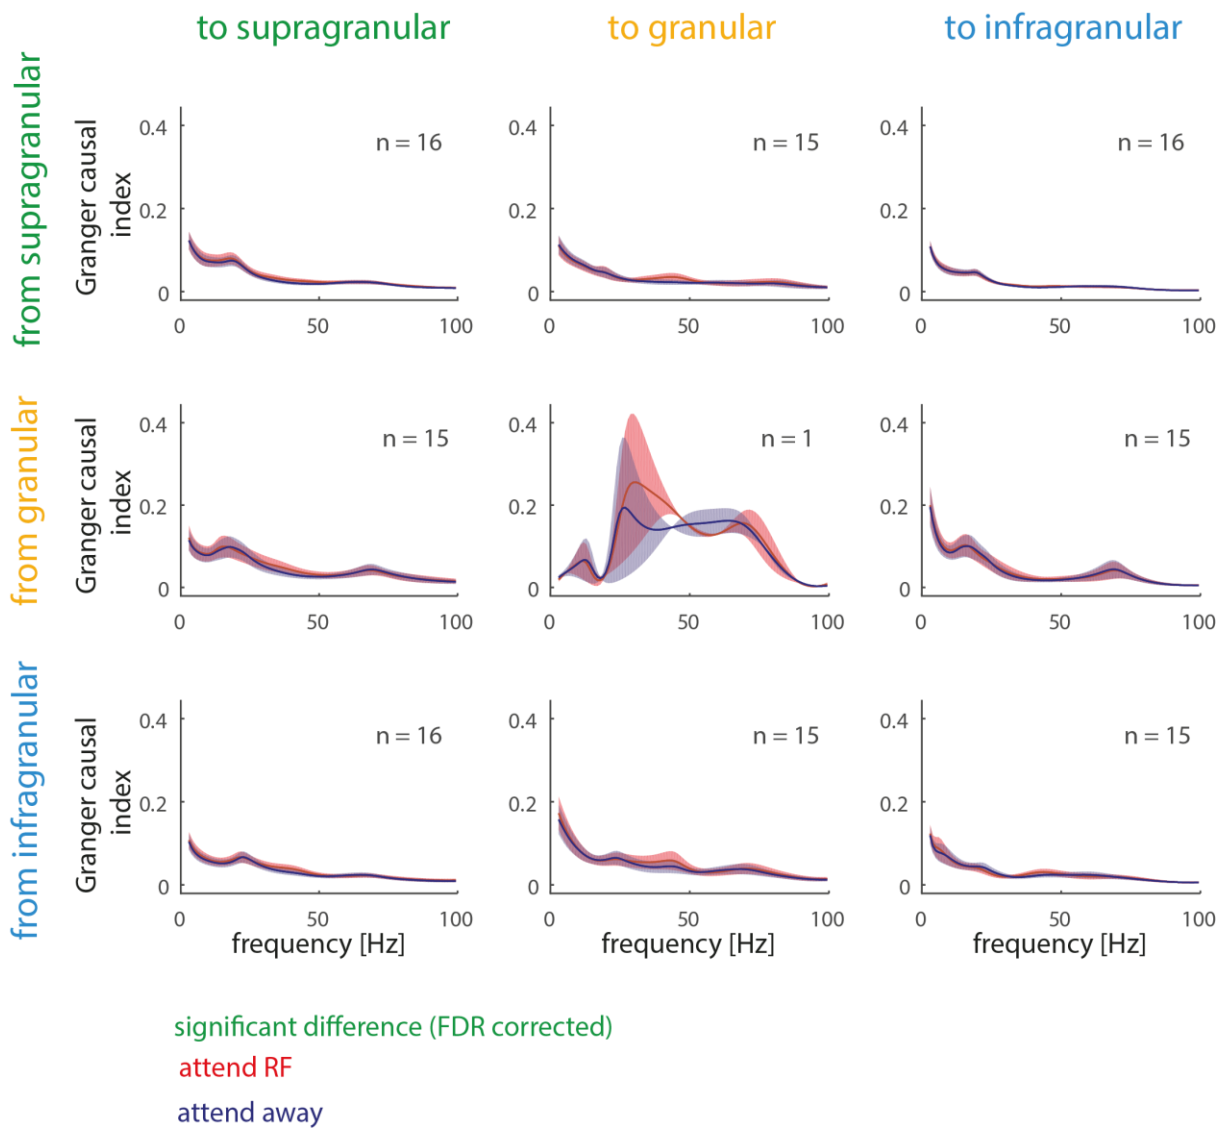 to supragranular
to granular
to infragranular
from supragranular
Granger causal
index
0.4
0.2
0
n = 16
0
50
100
0.4
0.2
0
n = 15
0
50
100
0.4
0.2
0
n = 16
0
50
100
from granular
Granger causal
index
0.4
0.2
0
n = 15
0
50
100
0.4
0.2
0
n = 1
0
50
100
0.4
0.2
0
n = 15
0
50
100
from infragranular
Granger causal
index
0.4
0.2
0
n = 16
0
50
100
frequency [Hz]
0.4
0.2
0
n = 15
0
50
100
frequency [Hz]
0.4
0.2
0
n = 15
0
50
100
frequency [Hz]
significant difference (FDR corrected)
attend RF
attend away